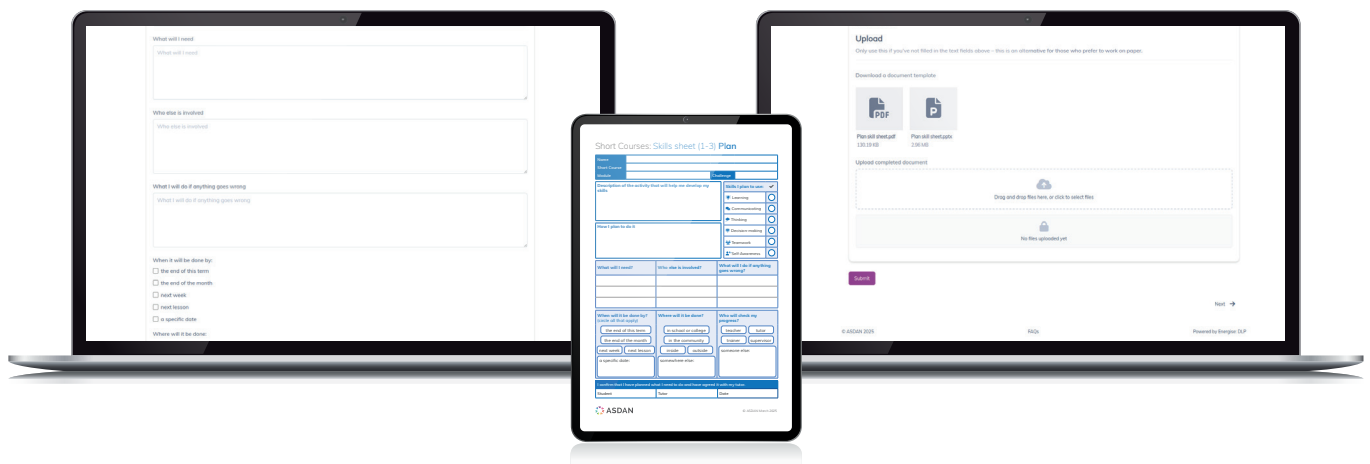 What will I need
What will I need
Who else is involved
Who else is involved
What I will do if anything goes wrong
What I will do if anything goes wrong
When it will be done by:
the end of this term
the end of the month
next week
next lesson
a specific date
Where will it be done:
Short Courses: Skills sheet (1-3) Plan
Name
Short Course
Module
Challenge
Description of the activity that will help me develop my
skills
Skills I plan to use:
Learning
Communicating
Thinking
Decision-making
Teamwork
Self-Awareness
How I plan to do it
What will I need?
Who else is involved?
What will I do if anything
goes wrong?
When will it be done by?
(circle all that apply)
the end of this term
the end of the month
next week
next lesson
a specific date:
Where will it be done?
in school or college
in the community
inside
outside
somewhere else:
Who will check my
progress?
teacher
tutor
trainer
supervisor
someone else:
I confirm that I have planned what I need to do and have agreed it with my tutor.
Student
Tutor
Date
ASDAN
Upload
Only use this if you've not filled in the text fields above – this is an alternative for those who prefer to work on paper.
Download a document template
PDF
P
Plan skill sheet.pdf
Plan skill sheet.pptx
2.95 MB
Upload completed document
Drag and drop files here, or click to select files
No files uploaded yet
Submit
Next
© ASDAN 2025
FAQs
Powered by Energise DLP